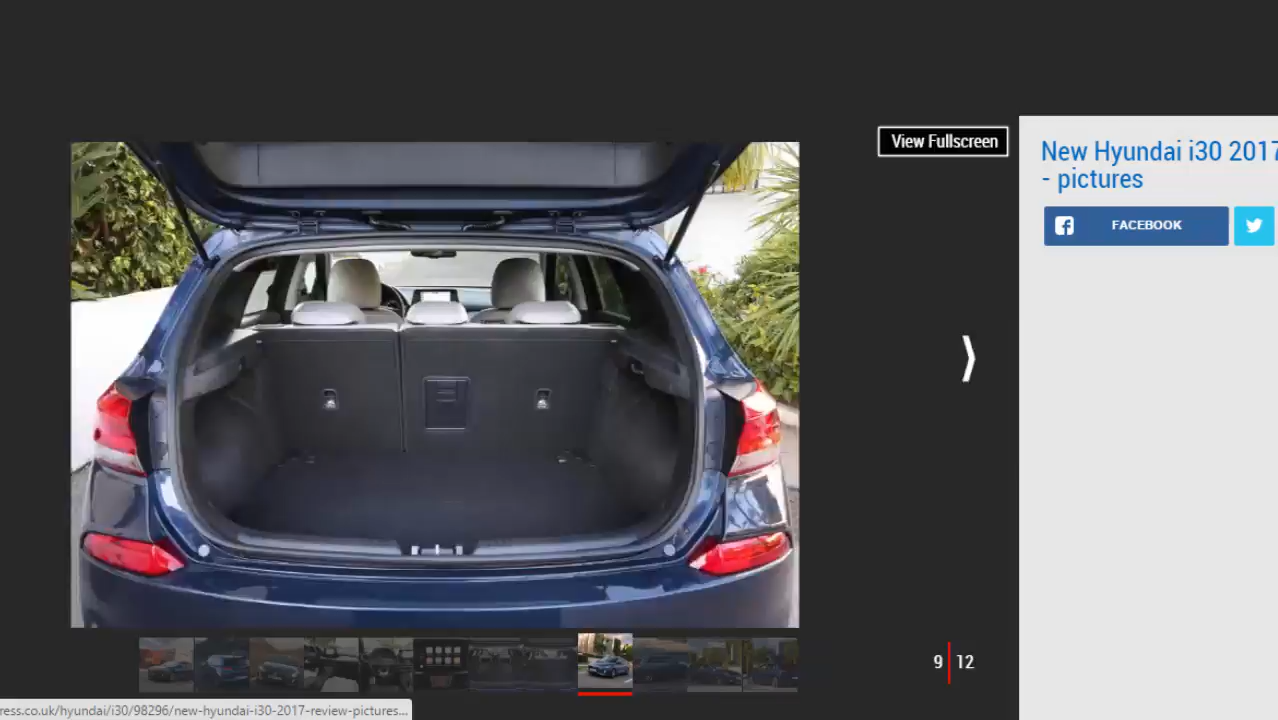 View Fullscreen
New Hyundai i30 2017
- pictures
FACEBOOK
9 12
ress.co.uk/hyundai/i30/98296/new-hyundai-i30-2017-review-pictures...